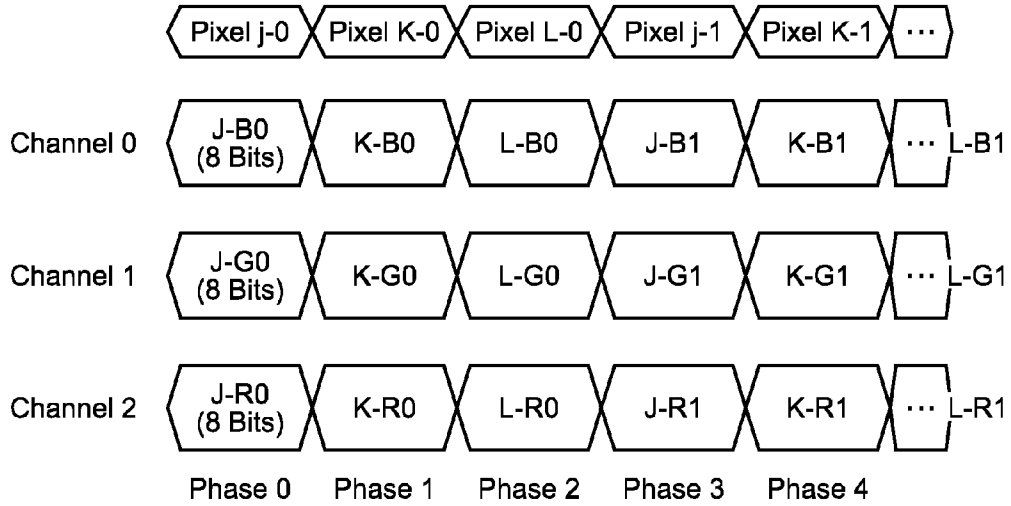 Pixel j-0 Pixel K-0 Pixel L-0 Pixel j-1 Pixel K-1 ···
Channel 0 J-B0 (8 Bits) K-B0 L-B0 J-B1 K-B1 ··· L-B1
Channel 1 J-G0 (8 Bits) K-G0 L-G0 J-G1 K-G1 ··· L-G1
Channel 2 J-R0 (8 Bits) K-R0 L-R0 J-R1 K-R1 ··· L-R1
Phase 0 Phase 1 Phase 2 Phase 3 Phase 4